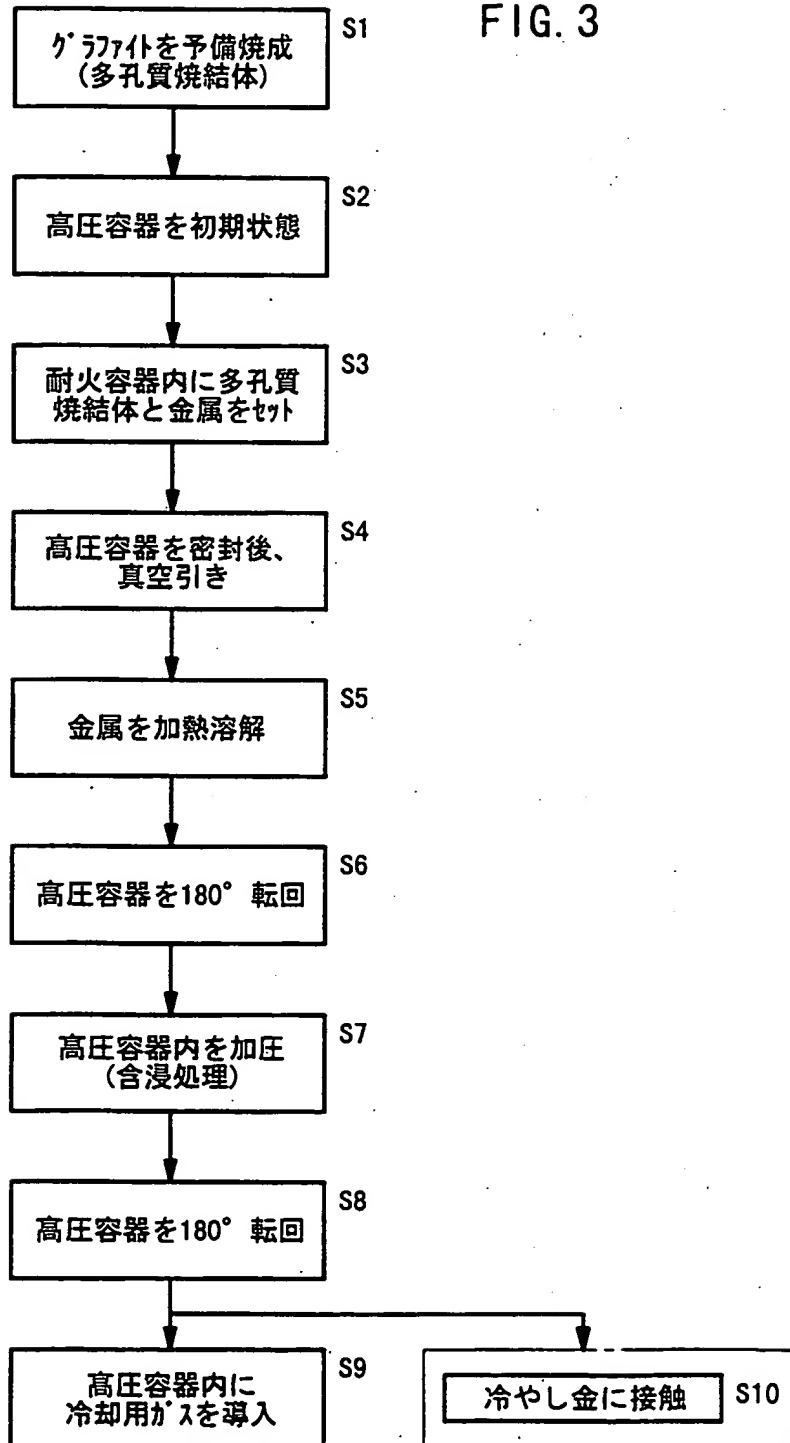 FIG. 3
S1
グラファイトを予備焼成
(多孔質焼結体)
S2
高圧容器を初期状態
S3
耐火容器内に多孔質
焼結体と金属をセット
S4
高圧容器を密封後、
真空引き
S5
金属を加熱溶解
S6
高圧容器を180° 転回
S7
高圧容器内を加圧
(含浸処理)
S8
高圧容器を180° 転回
S9
高圧容器内に
冷却用ガスを導入
冷やし金に接触
S10